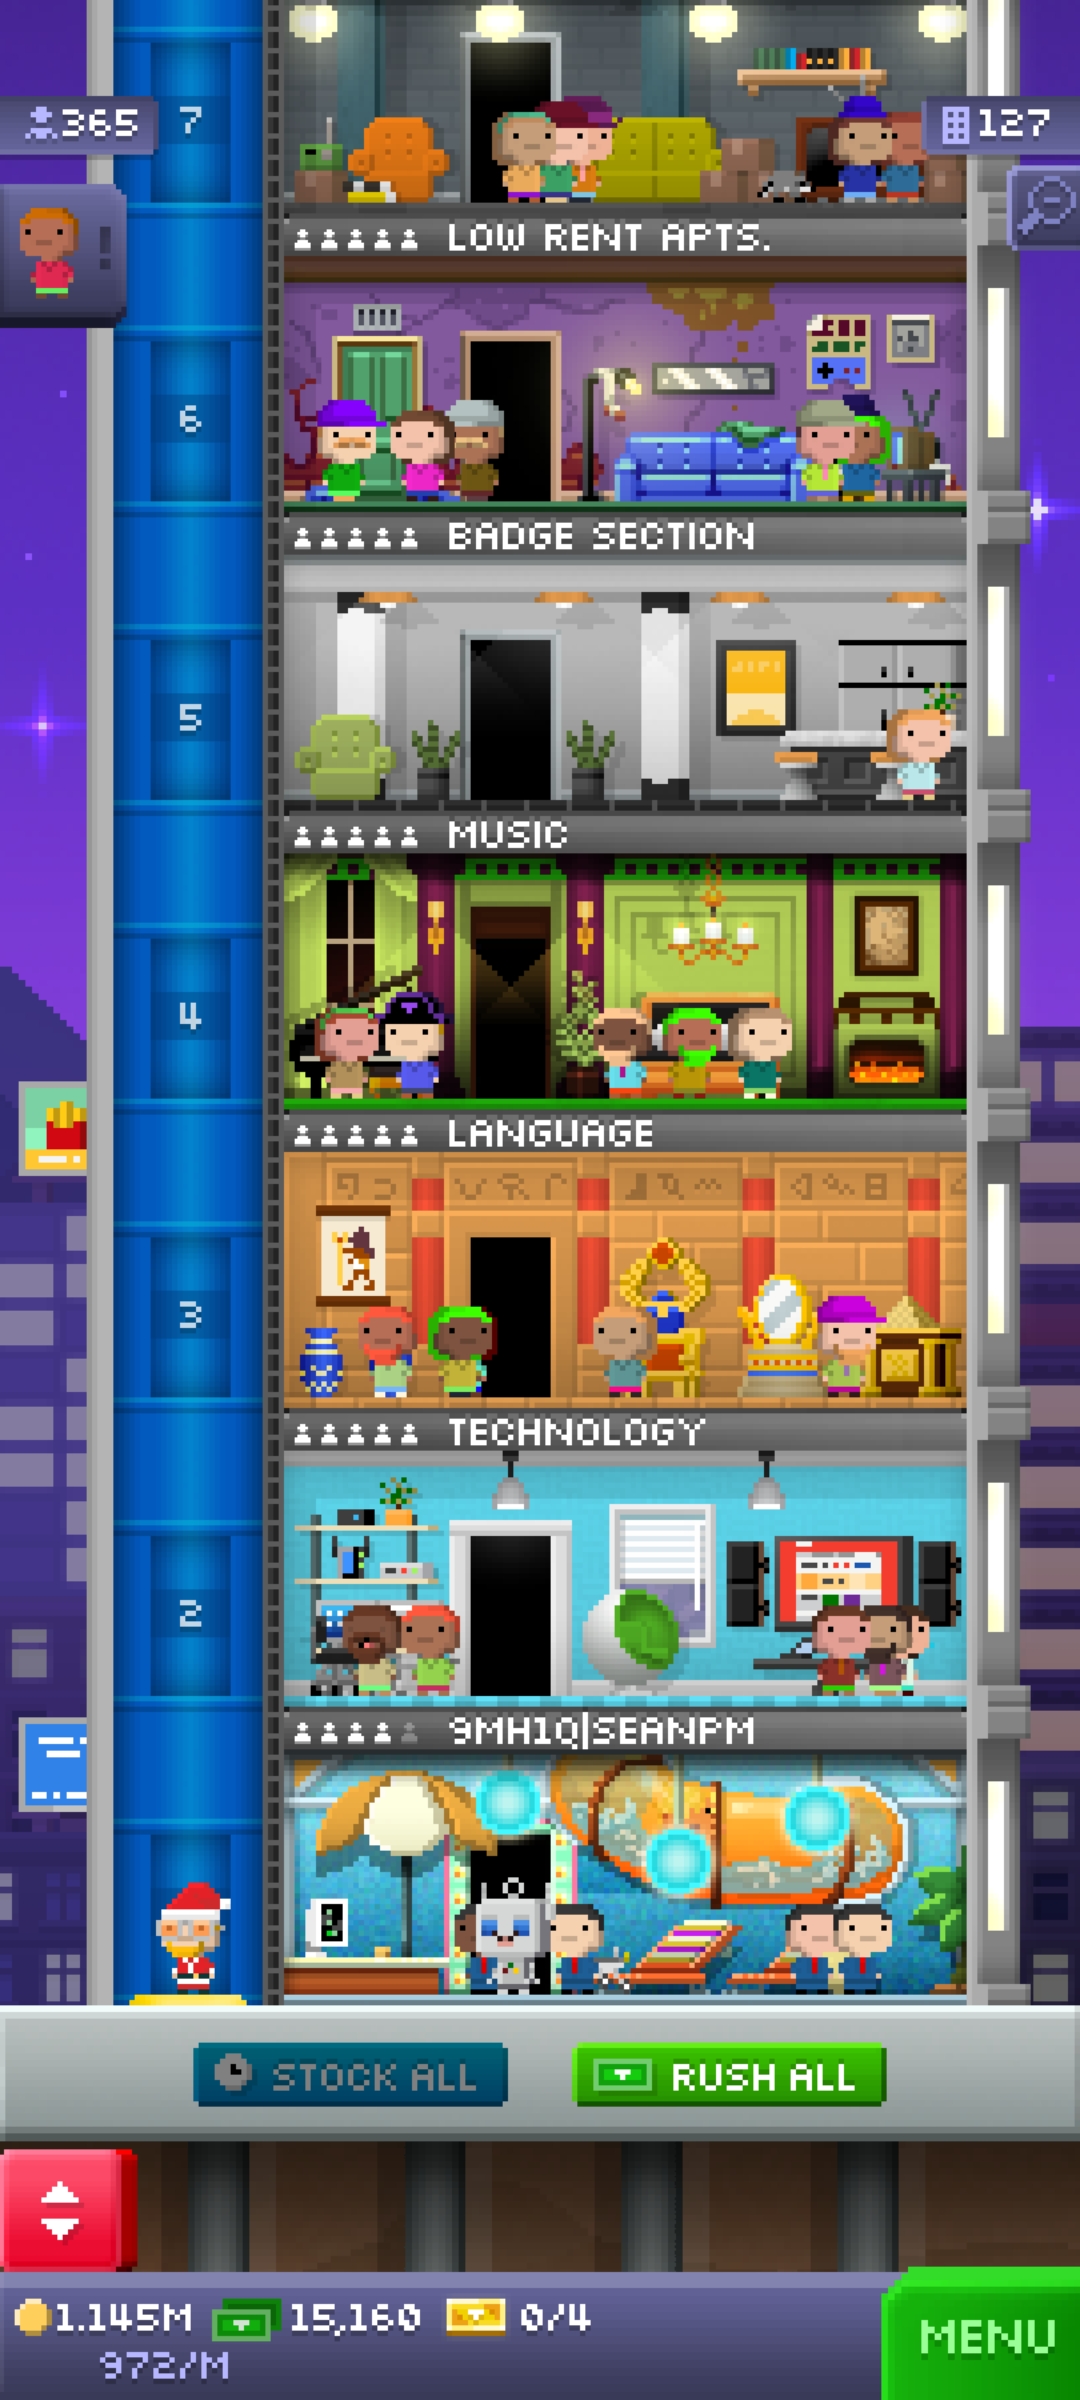 365
7
127
LOW RENT APTS.
6
BADGE SECTION
5
MUSIC
4
LANGUAGE
3
TECHNOLOGY
2
9MH1Q|SEANPM
STOCK ALL
RUSH ALL
1.145M
15,160
0/4
972/M
MENU